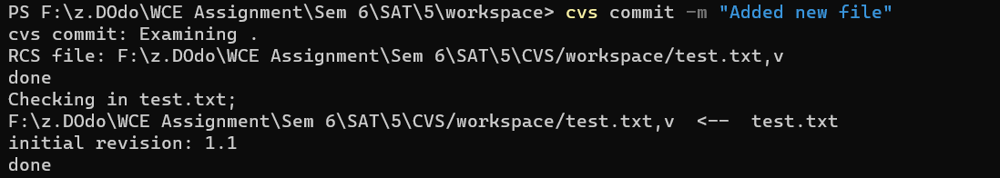 PS F:\z.DOdo\WCE Assignment\Sem 6\SAT\5\workspace> cvs commit -m "Added new file"
cvs commit: Examining .
RCS file: F:\z.DOdo\WCE Assignment\Sem 6\SAT\5\CVS/workspace/test.txt,v
done
Checking in test.txt;
F:\z.DOdo\WCE Assignment\Sem 6\SAT\5\CVS/workspace/test.txt,v  <--  test.txt
initial revision: 1.1
done